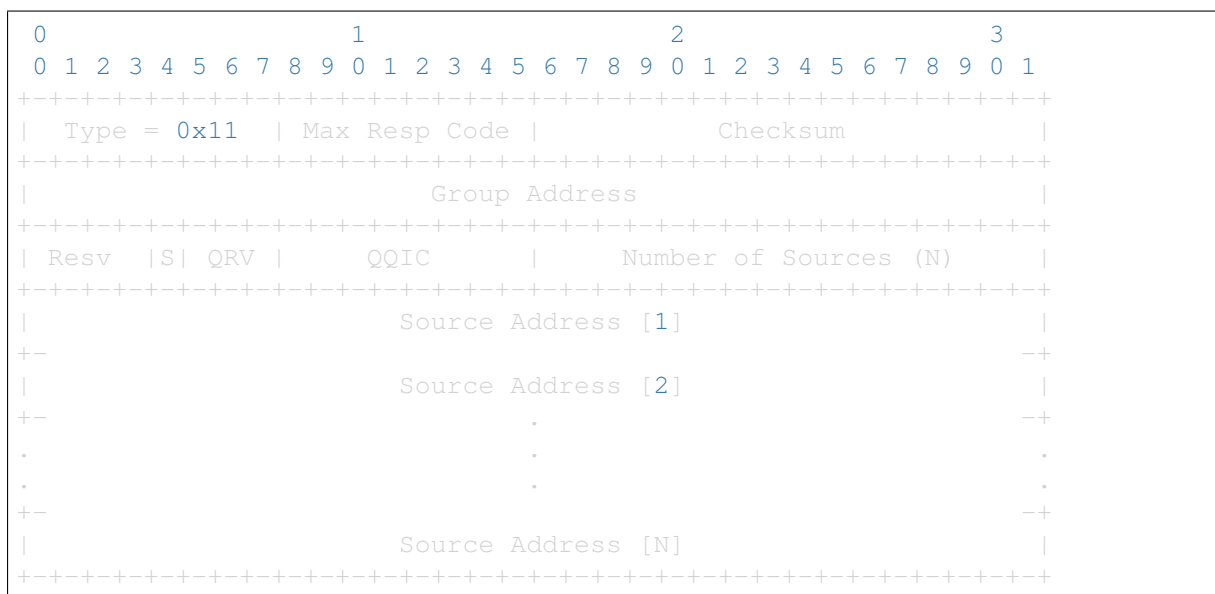 0                   1                   2                   3
 0 1 2 3 4 5 6 7 8 9 0 1 2 3 4 5 6 7 8 9 0 1 2 3 4 5 6 7 8 9 0 1
+-+-+-+-+-+-+-+-+-+-+-+-+-+-+-+-+-+-+-+-+-+-+-+-+-+-+-+-+-+-+-+-+
|  Type = 0x11  | Max Resp Code |           Checksum            |
+-+-+-+-+-+-+-+-+-+-+-+-+-+-+-+-+-+-+-+-+-+-+-+-+-+-+-+-+-+-+-+-+
|                         Group Address                         |
+-+-+-+-+-+-+-+-+-+-+-+-+-+-+-+-+-+-+-+-+-+-+-+-+-+-+-+-+-+-+-+-+
| Resv  |S| QRV |     QQIC      |     Number of Sources (N)     |
+-+-+-+-+-+-+-+-+-+-+-+-+-+-+-+-+-+-+-+-+-+-+-+-+-+-+-+-+-+-+-+-+
|                       Source Address [1]                      |
+-                                                             -+
|                       Source Address [2]                      |
+-                              .                              -+
.                               .                               .
.                               .                               .
+-                                                             -+
|                       Source Address [N]                      |
+-+-+-+-+-+-+-+-+-+-+-+-+-+-+-+-+-+-+-+-+-+-+-+-+-+-+-+-+-+-+-+-+